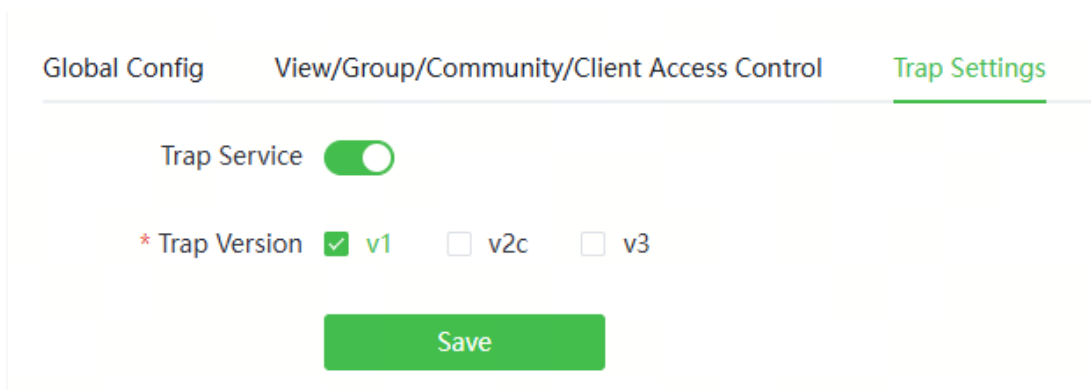 Global Config View/Group/Community/Client Access Control Trap Settings
Trap Service
* Trap Version v1 v2c v3
Save